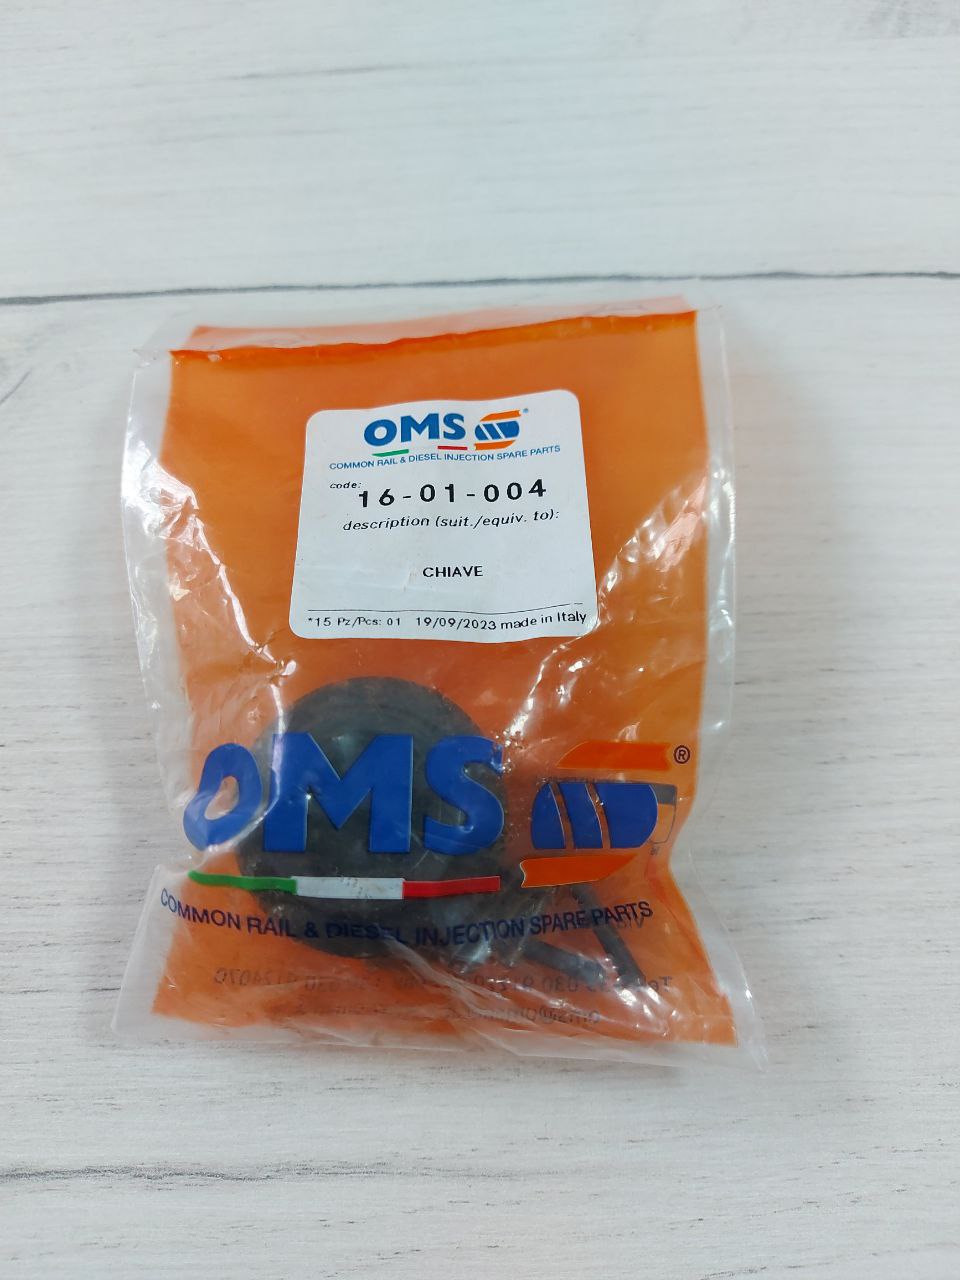 OMS ®
COMMON RAIL & DIESEL INJECTION SPARE PARTS
code:
16-01-004
description (suit./equiv. to):
CHIAVE
*15 Pz/Pcs: 01 19/09/2023 made in Italy
OMS ®
COMMON RAIL & DIESEL INJECTION SPARE PARTS